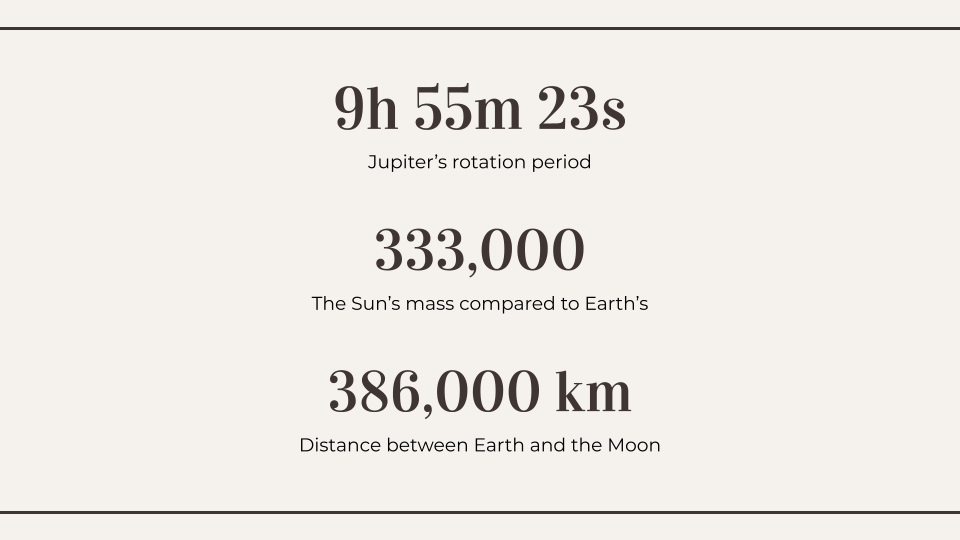 9h 55m 23s
Jupiter’s rotation period
333,000
The Sun’s mass compared to Earth’s
386,000 km
Distance between Earth and the Moon